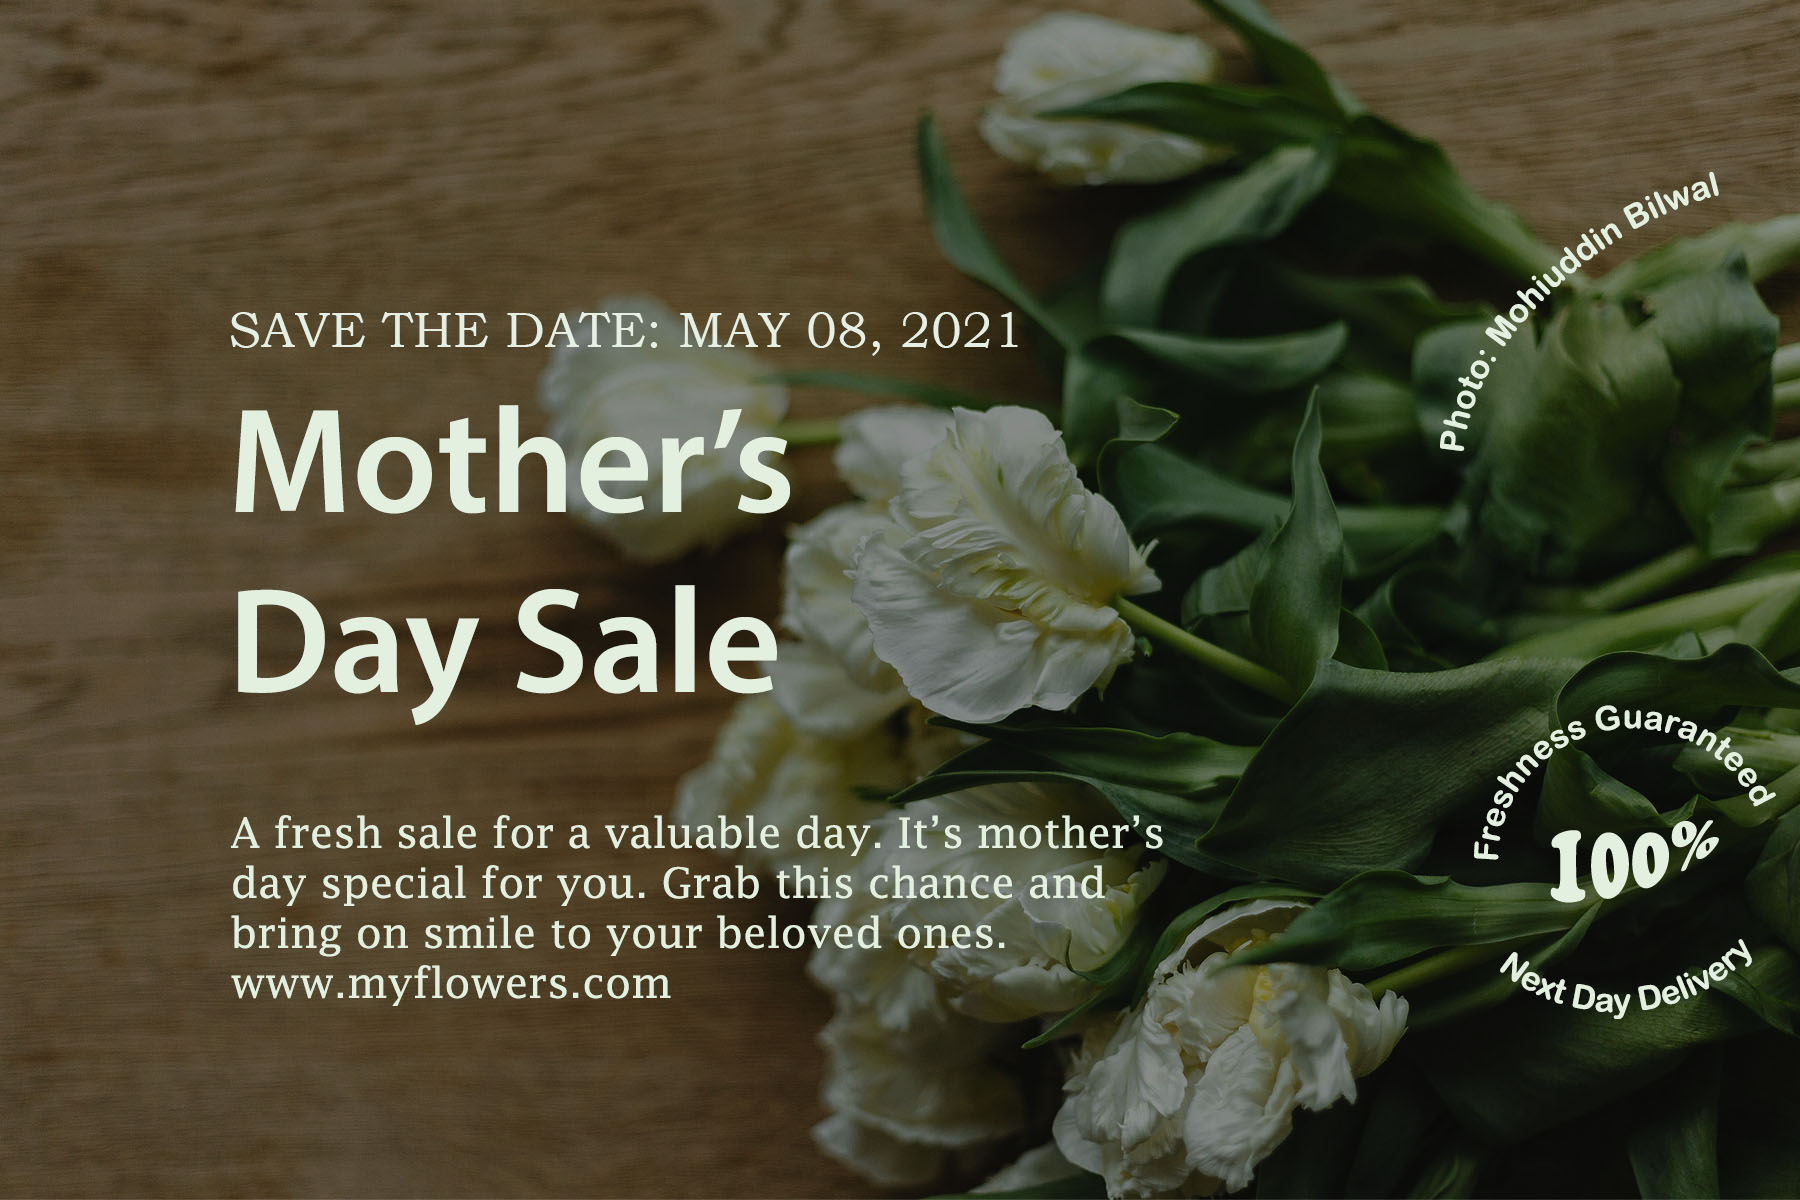 SAVE THE DATE: MAY 08, 2021
Mother’s
Day Sale
A fresh sale for a valuable day. It’s mother’s
day special for you. Grab this chance and
bring on smile to your beloved ones.
www.myflowers.com
Photo: Mohiuddin Bilwal
Freshness Guaranteed
100%
Next Day Delivery